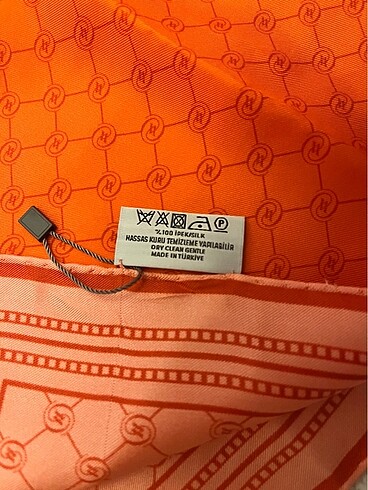 %100 İPEK/SILK
HASSAS KURU TEMİZLEME YAPILABİLİR
DRY CLEAN GENTLE
MADE IN TÜRKİYE